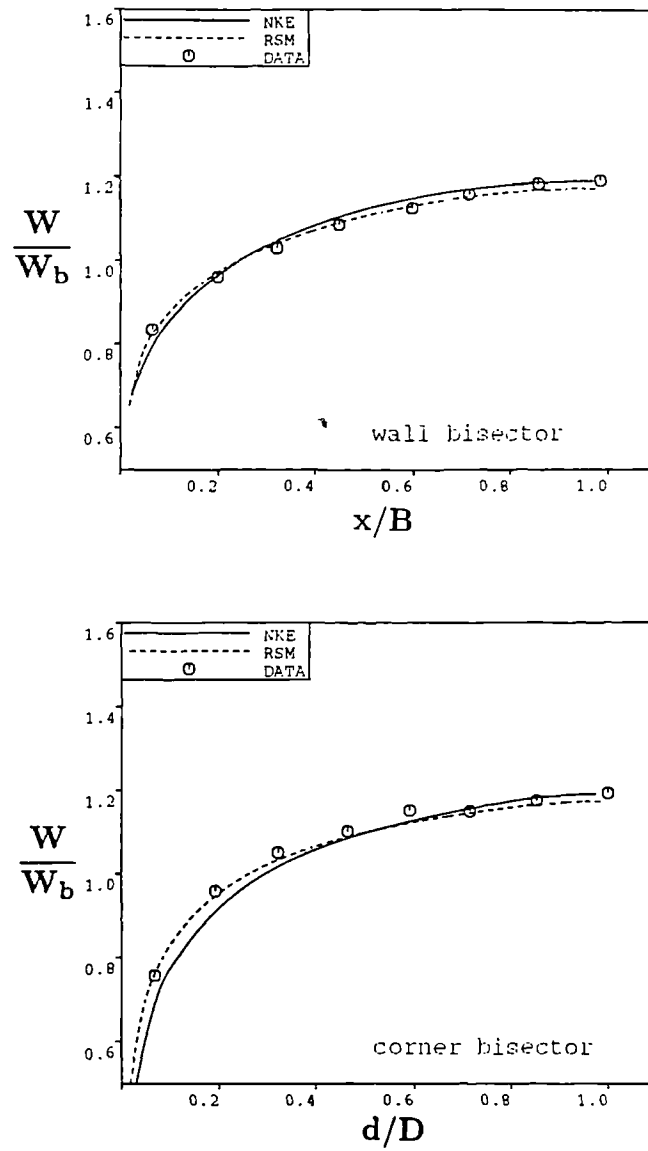 1.6
NKE
RSM
DATA
1.4
1.2
W
W_b
1.0
0.8
0.6
wall bisector
0.2 0.4 0.6 0.8 1.0
x/B
1.6
NKE
RSM
DATA
1.4
1.2
W
W_b
1.0
0.8
0.6
corner bisector
0.2 0.4 0.6 0.8 1.0
d/D